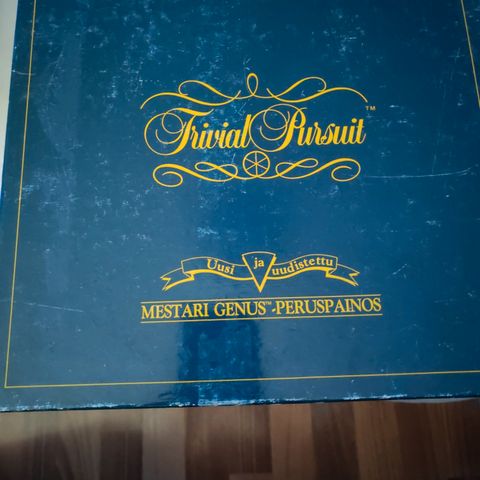 Trivial Pursuit™
Uusi ja uudistettu
MESTARI GENUS™-PERUSPAINOS